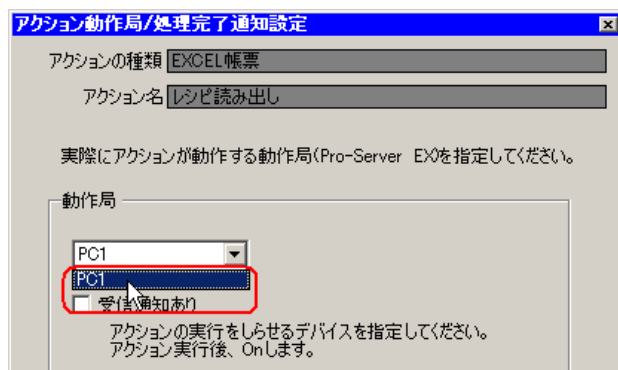 アクション動作局/処理完了通知設定
アクションの種類 EXCEL帳票
アクション名 レシピ読み出し
実際にアクションが動作する動作局(Pro-Server EX)を指定してください。
動作局
PC1
PC1
受信通知あり
アクションの実行をしらせるデバイスを指定してください。
アクション実行後、Onします。